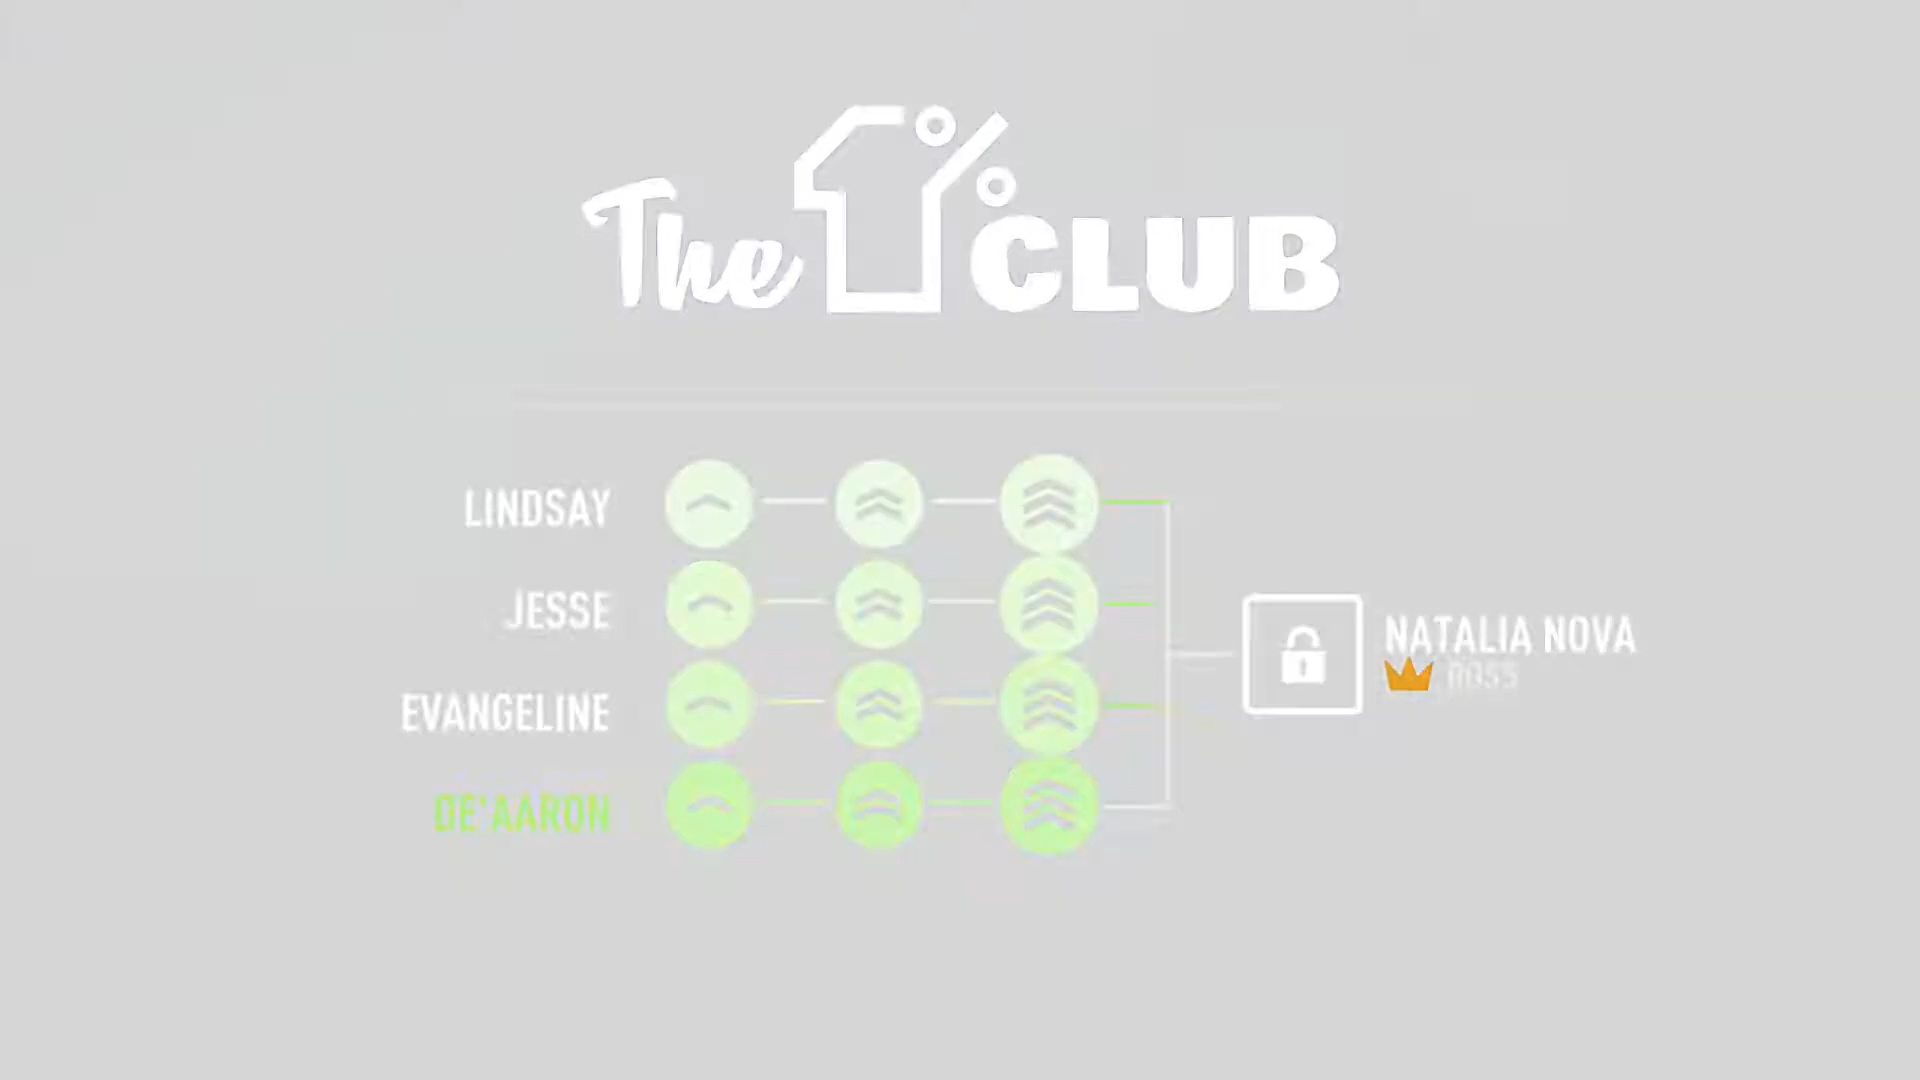 The 1% CLUB
LINDSAY
JESSE
EVANGELINE
DE'AARON
NATALIA NOVA
BOSS